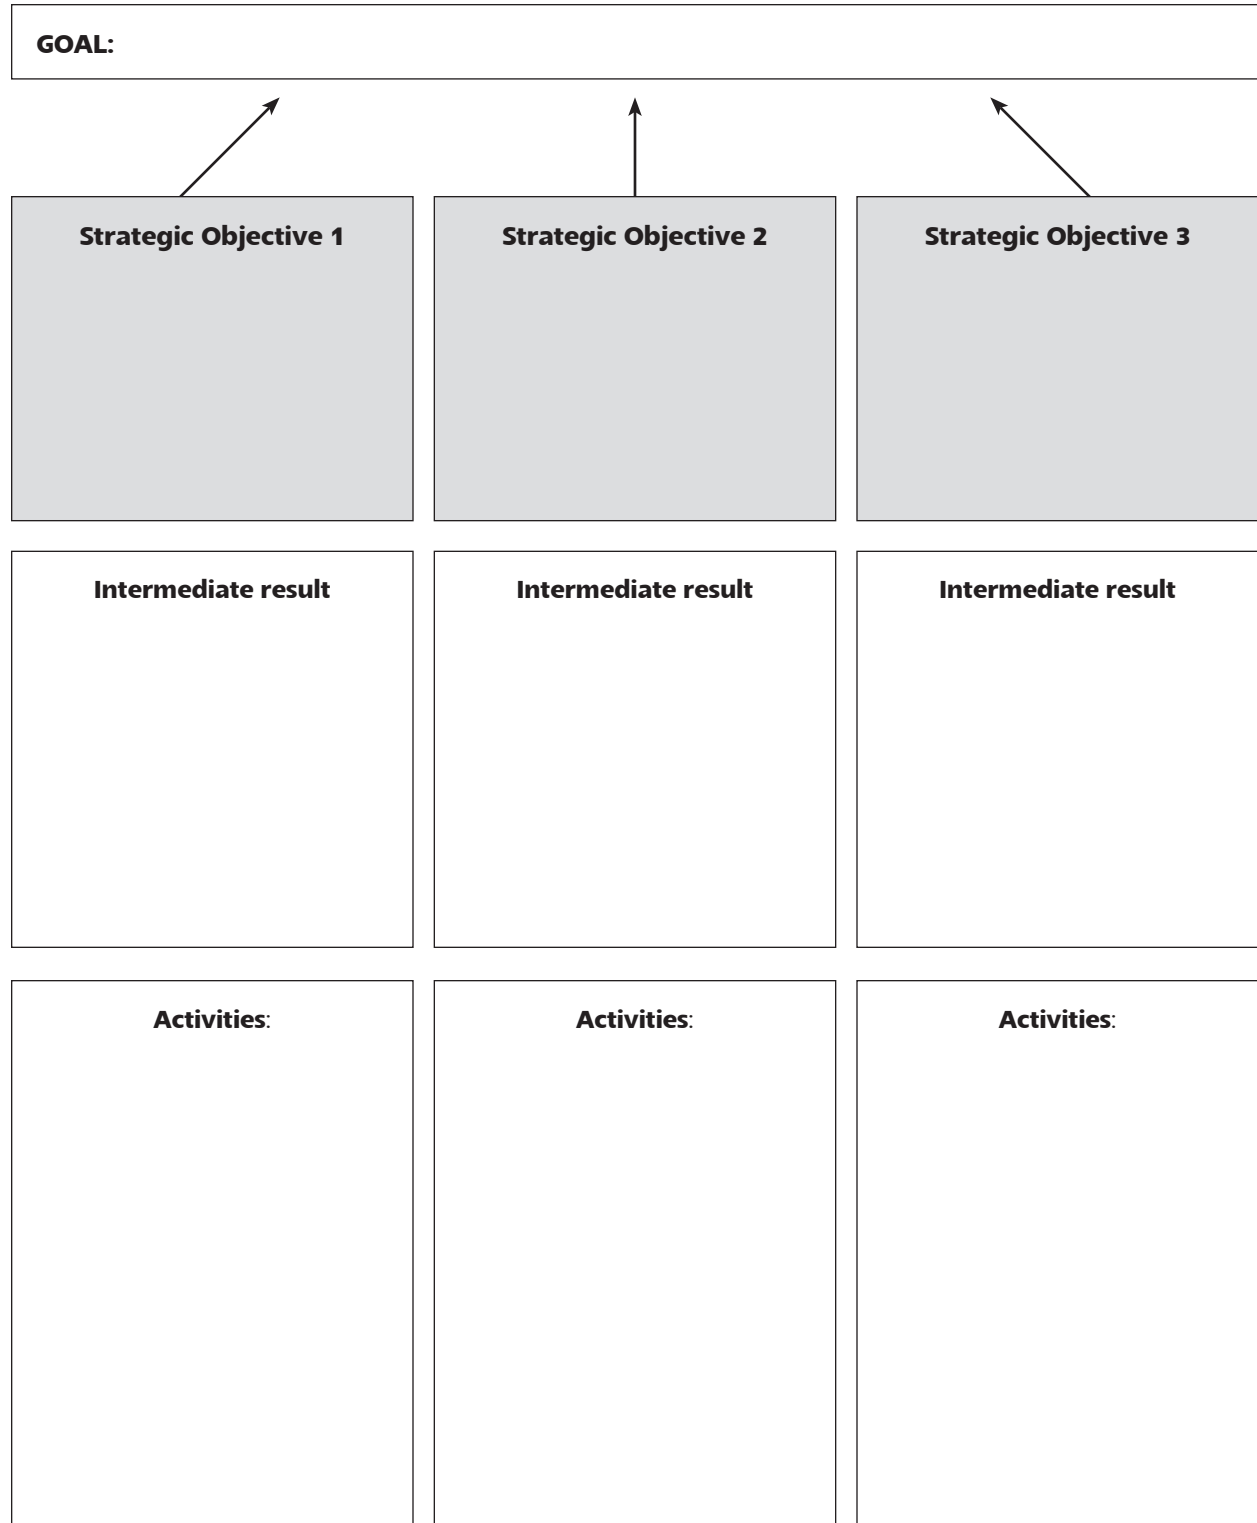 GOAL:
Strategic Objective 1
Strategic Objective 2
Strategic Objective 3
Intermediate result
Intermediate result
Intermediate result
Activities:
Activities:
Activities: